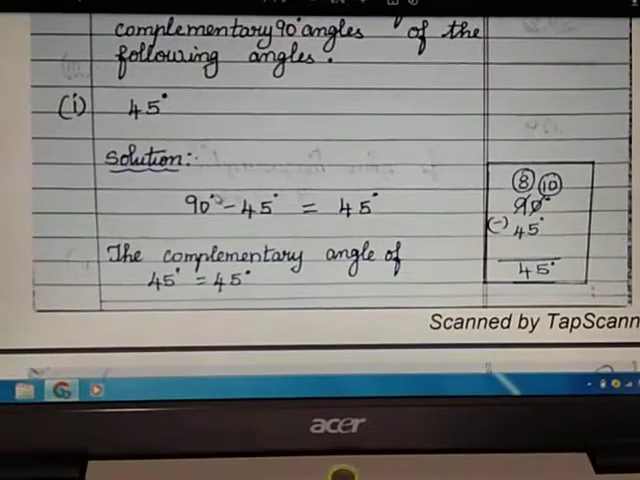 complementary 90° angles of the
following angles.
(i) 45°
Solution:-
90° - 45° = 45°
8 10
90°
(-) 45°
45°
The complementary angle of
45° = 45°
Scanned by TapScann
acer